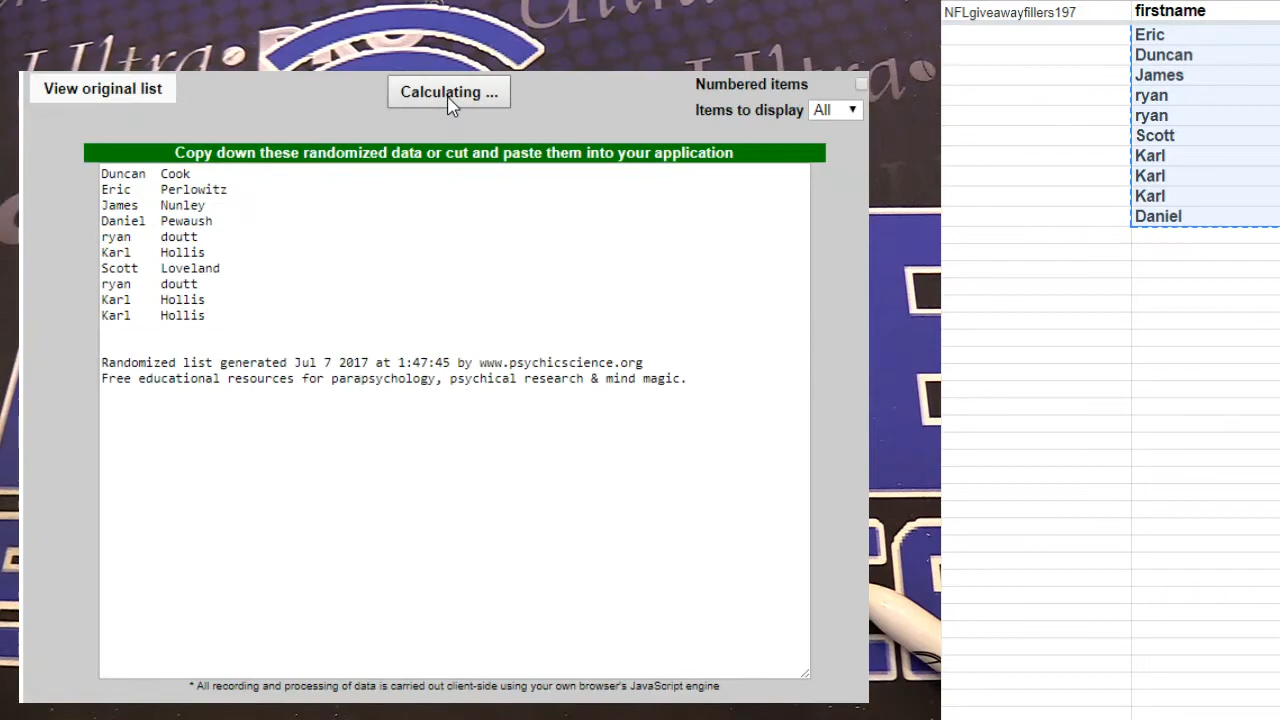 NFLgiveawayfillers197 firstname
Eric
Duncan
James
ryan
ryan
Scott
Karl
Karl
Karl
Daniel
View original list
Calculating ...
Numbered items
Items to display All
Copy down these randomized data or cut and paste them into your application
Duncan Cook
Eric Perlowitz
James Nunley
Daniel Pewaush
ryan doutt
Karl Hollis
Scott Loveland
ryan doutt
Karl Hollis
Karl Hollis
Randomized list generated Jul 7 2017 at 1:47:45 by www.psychicscience.org
Free educational resources for parapsychology, psychical research & mind magic.
* All recording and processing of data is carried out client-side using your own browser's JavaScript engine
Ultra